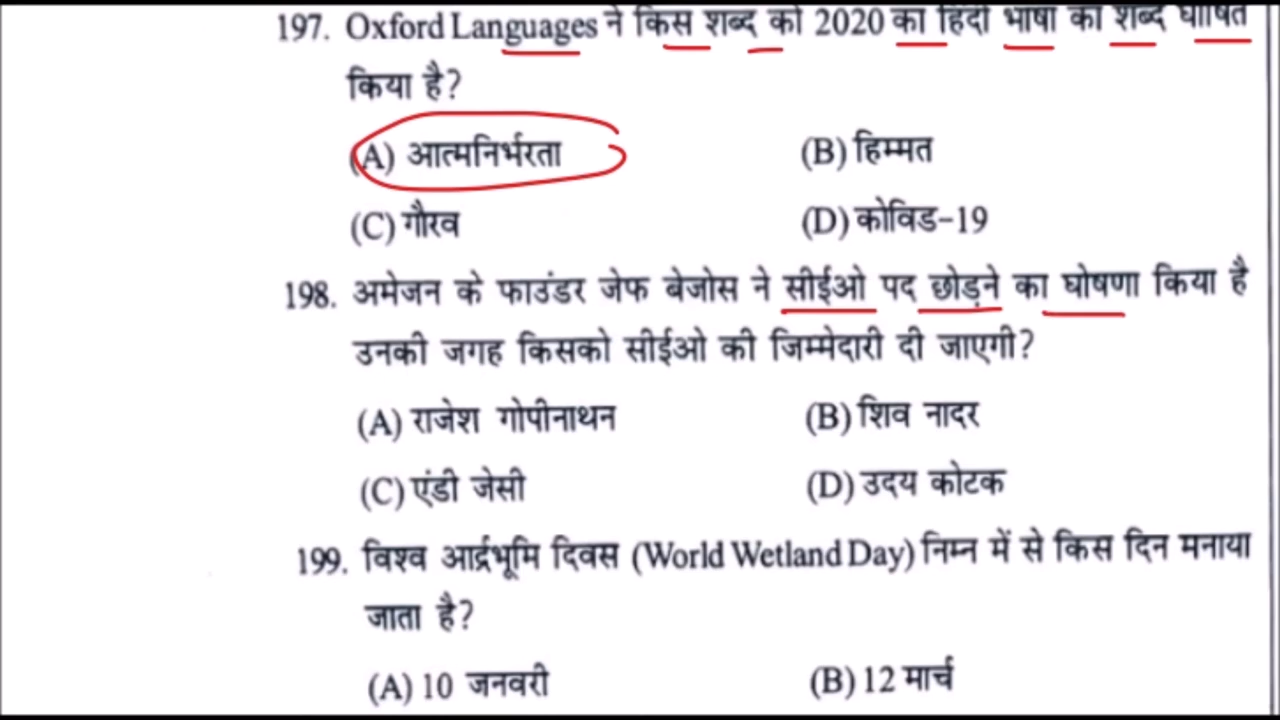 197. Oxford Languages ने किस शब्द को 2020 का हिंदी भाषा का शब्द घोषित
किया है?
(A) आत्मनिर्भरता (B) हिम्मत
(C) गौरव (D) कोविड-19
198. अमेजन के फाउंडर जेफ बेजोस ने सीईओ पद छोड़ने का घोषणा किया है
उनकी जगह किसको सीईओ की जिम्मेदारी दी जाएगी?
(A) राजेश गोपीनाथन (B) शिव नादर
(C) एंडी जेसी (D) उदय कोटक
199. विश्व आर्द्रभूमि दिवस (World Wetland Day) निम्न में से किस दिन मनाया
जाता है?
(A) 10 जनवरी (B) 12 मार्च